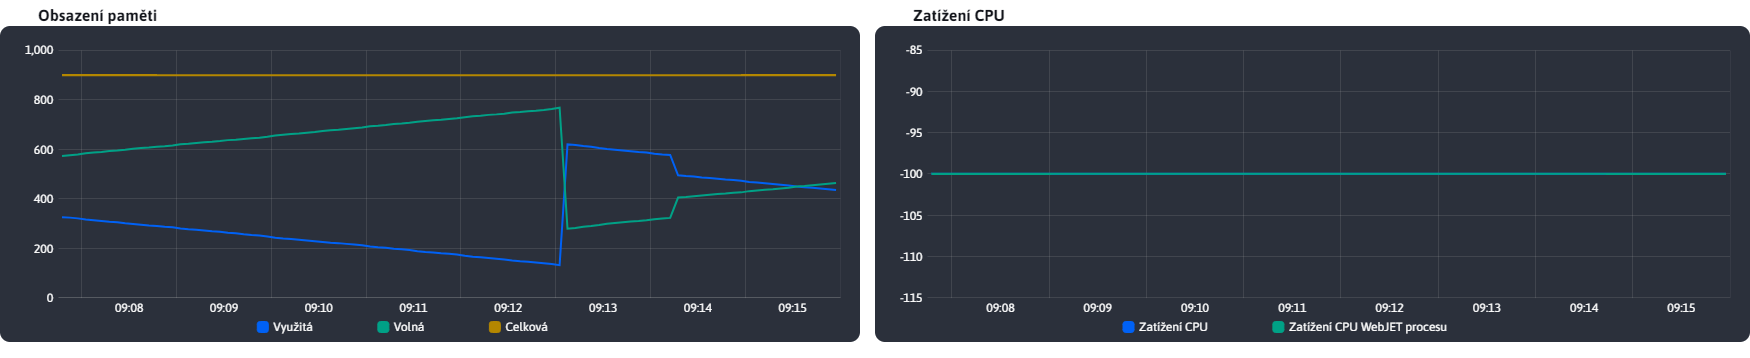 Obsazení paměti
1,000
800
600
400
200
0
09:08 09:09 09:10 09:11 09:12 09:13 09:14 09:15
Využitá Volná Celková
Zatížení CPU
-85
-90
-95
-100
-105
-110
-115
09:08 09:09 09:10 09:11 09:12 09:13 09:14 09:15
Zatížení CPU Zatížení CPU WebJET procesu